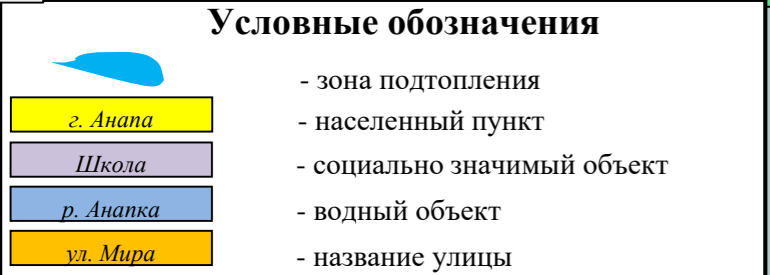 Условные обозначения
- зона подтопления
г. Анапа - населенный пункт
Школа - социально значимый объект
р. Анапка - водный объект
ул. Мира - название улицы